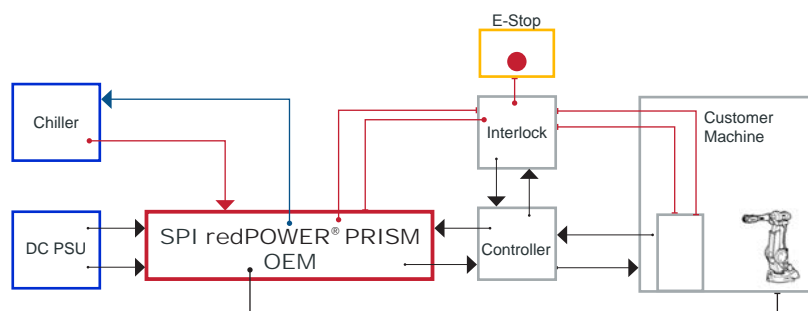 E-Stop
Chiller
Interlock
Customer
Machine
DC PSU
SPI redPOWER® PRISM
OEM
Controller